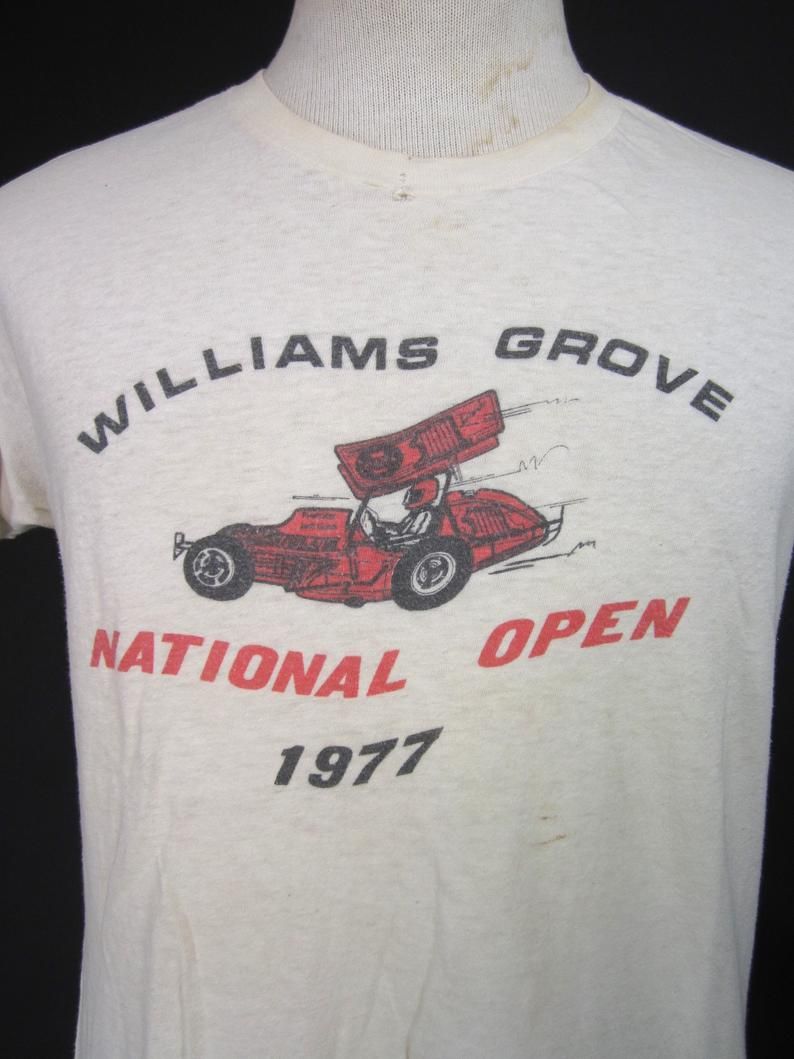 WILLIAMS GROVE
NATIONAL OPEN
1977